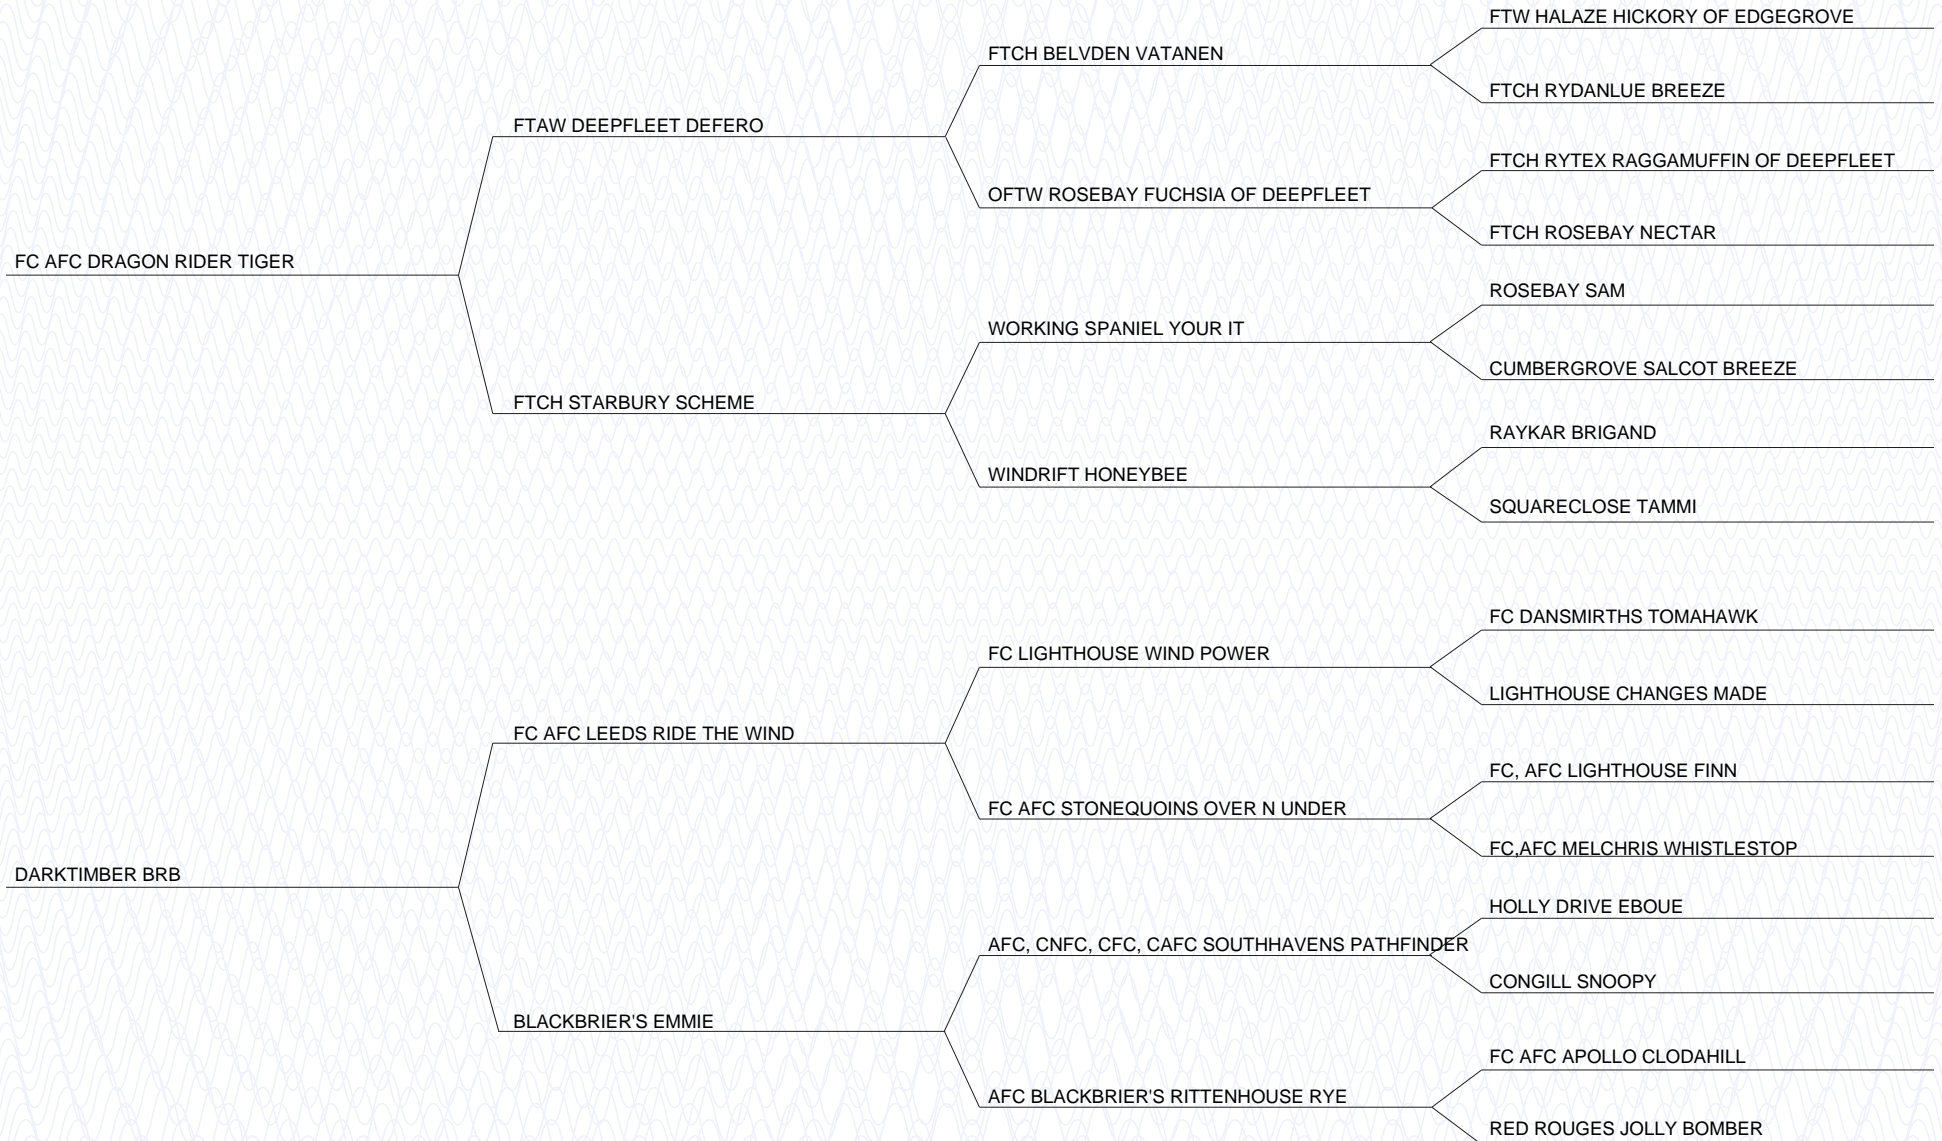 FTW HALAZE HICKORY OF EDGEGROVE
FTCH BELVDEN VATANEN
FTCH RYDANLUE BREEZE
FTAW DEEPFLEET DEFERO
FTCH RYTEX RAGGAMUFFIN OF DEEPFLEET
OFTW ROSEBAY FUCHSIA OF DEEPFLEET
FTCH ROSEBAY NECTAR
FC AFC DRAGON RIDER TIGER
ROSEBAY SAM
WORKING SPANIEL YOUR IT
CUMBERGROVE SALCOT BREEZE
FTCH STARBURY SCHEME
RAYKAR BRIGAND
WINDRIFT HONEYBEE
SQUARECLOSE TAMMI
FC DANSMIRTHS TOMAHAWK
FC LIGHTHOUSE WIND POWER
LIGHTHOUSE CHANGES MADE
FC AFC LEEDS RIDE THE WIND
FC, AFC LIGHTHOUSE FINN
FC AFC STONEQUOINS OVER N UNDER
FC,AFC MELCHRIS WHISTLESTOP
DARKTIMBER BRB
HOLLY DRIVE EBOUE
AFC, CNFC, CFC, CAFC SOUTHHAVENS PATHFINDER
CONGILL SNOOPY
BLACKBRIER'S EMMIE
FC AFC APOLLO CLODAHILL
AFC BLACKBRIER'S RITTENHOUSE RYE
RED ROUGES JOLLY BOMBER